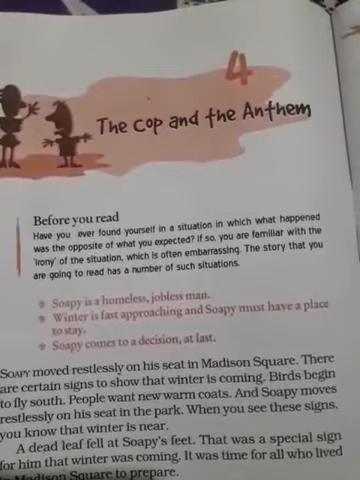 4
The Cop and the Anthem
Before you read
Have you ever found yourself in a situation in which what happened
was the opposite of what you expected? If so, you are familiar with the
'irony' of the situation, which is often embarrassing. The story that you
are going to read has a number of such situations.
Soapy is a homeless, jobless man.
Winter is fast approaching and Soapy must have a place
to stay.
Soapy comes to a decision, at last.
SOAPY moved restlessly on his seat in Madison Square. There
are certain signs to show that winter is coming. Birds begin
to fly south. People want new warm coats. And Soapy moves
restlessly on his seat in the park. When you see these signs,
you know that winter is near.
A dead leaf fell at Soapy's feet. That was a special sign
for him that winter was coming. It was time for all who lived
in Madison Square to prepare.